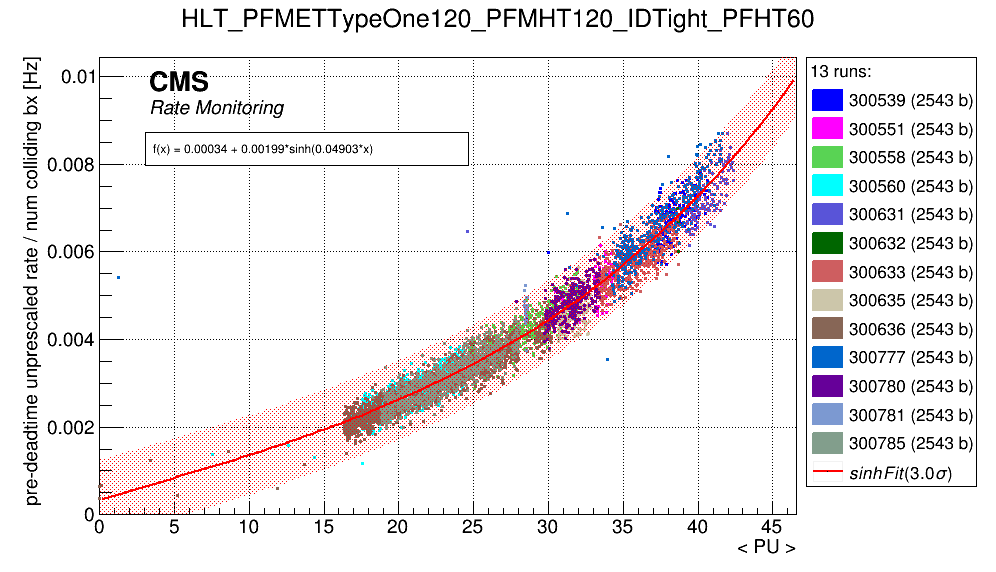 HLT_PFMETTypeOne120_PFMHT120_IDTight_PFHT60
pre-deadtime unprescaled rate / num colliding bx [Hz]
0.01
0.008
0.006
0.004
0.002
0
CMS
Rate Monitoring
f(x) = 0.00034 + 0.00199*sinh(0.04903*x)
0 5 10 15 20 25 30 35 40 45
< PU >
13 runs:
300539 (2543 b)
300551 (2543 b)
300558 (2543 b)
300560 (2543 b)
300631 (2543 b)
300632 (2543 b)
300633 (2543 b)
300635 (2543 b)
300636 (2543 b)
300777 (2543 b)
300780 (2543 b)
300781 (2543 b)
300785 (2543 b)
sinhFit(3.0σ)